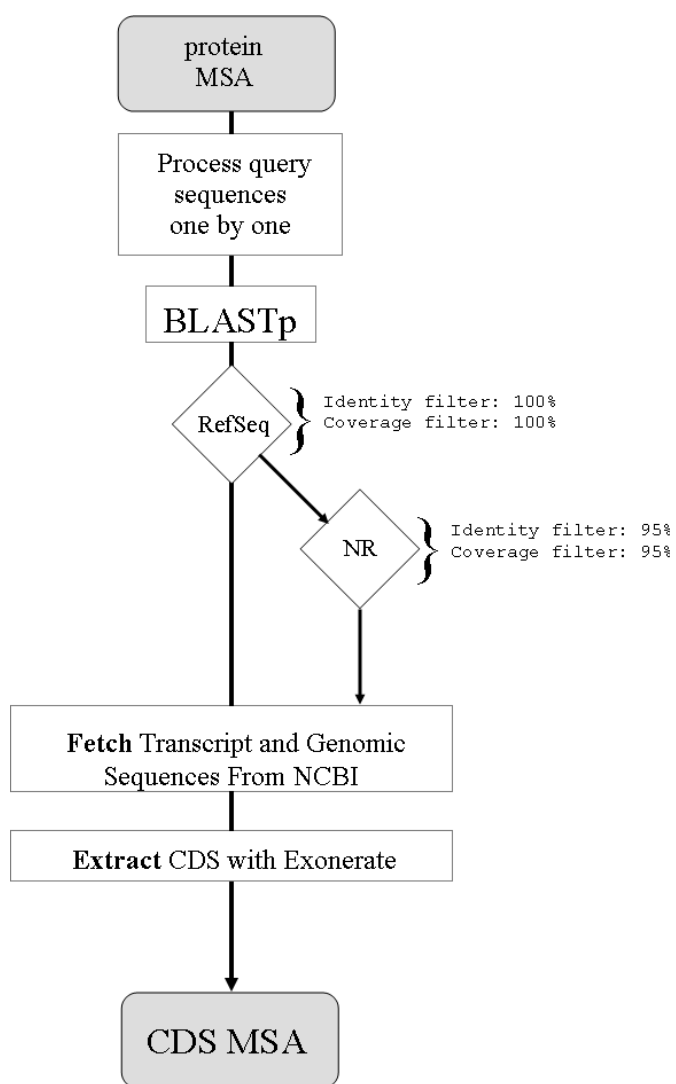 protein
MSA
Process query
sequences
one by one
BLASTp
RefSeq
Identity filter: 100%
Coverage filter: 100%
NR
Identity filter: 95%
Coverage filter: 95%
Fetch Transcript and Genomic
Sequences From NCBI
Extract CDS with Exonerate
CDS MSA